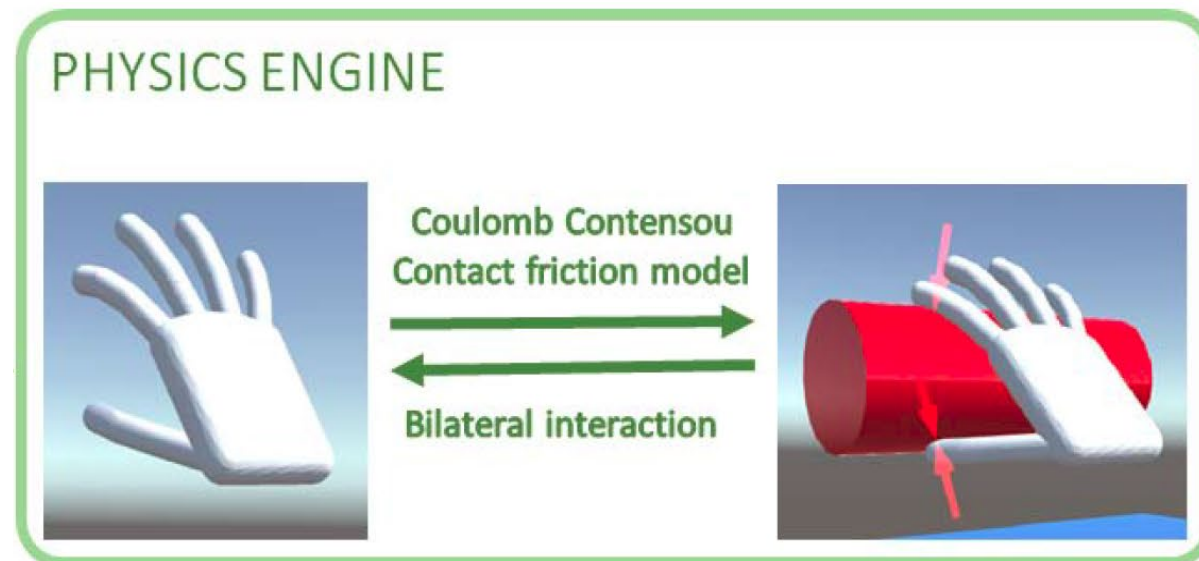 PHYSICS ENGINE
Coulomb Contensou
Contact friction model
Bilateral interaction